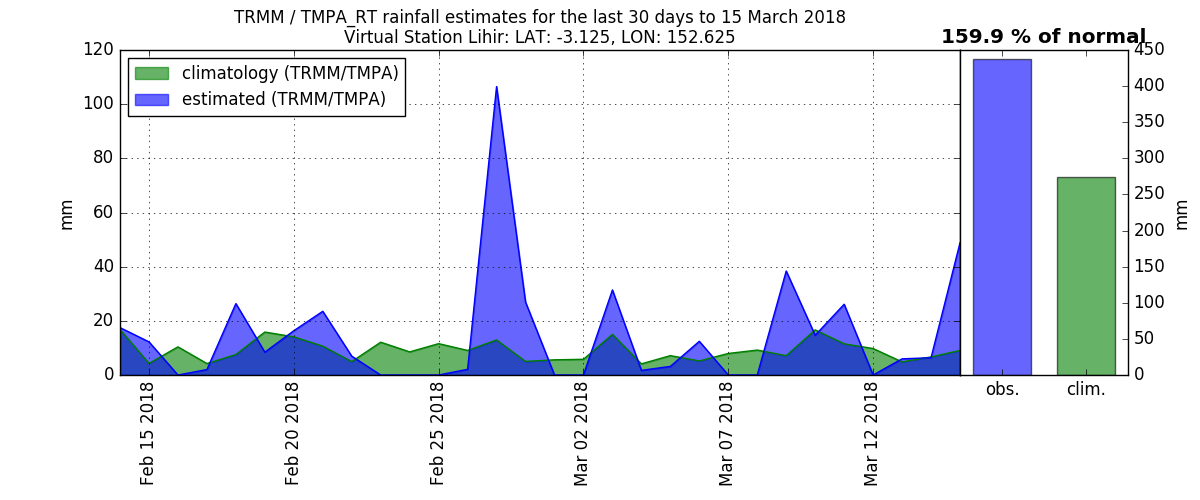 TRMM / TMPA_RT rainfall estimates for the last 30 days to 15 March 2018
Virtual Station Lihir: LAT: -3.125, LON: 152.625
159.9 % of normal
climatology (TRMM/TMPA)
estimated (TRMM/TMPA)
mm
120
100
80
60
40
20
0
Feb 15 2018
Feb 20 2018
Feb 25 2018
Mar 02 2018
Mar 07 2018
Mar 12 2018
450
400
350
300
250
200
150
100
50
0
mm
obs.
clim.